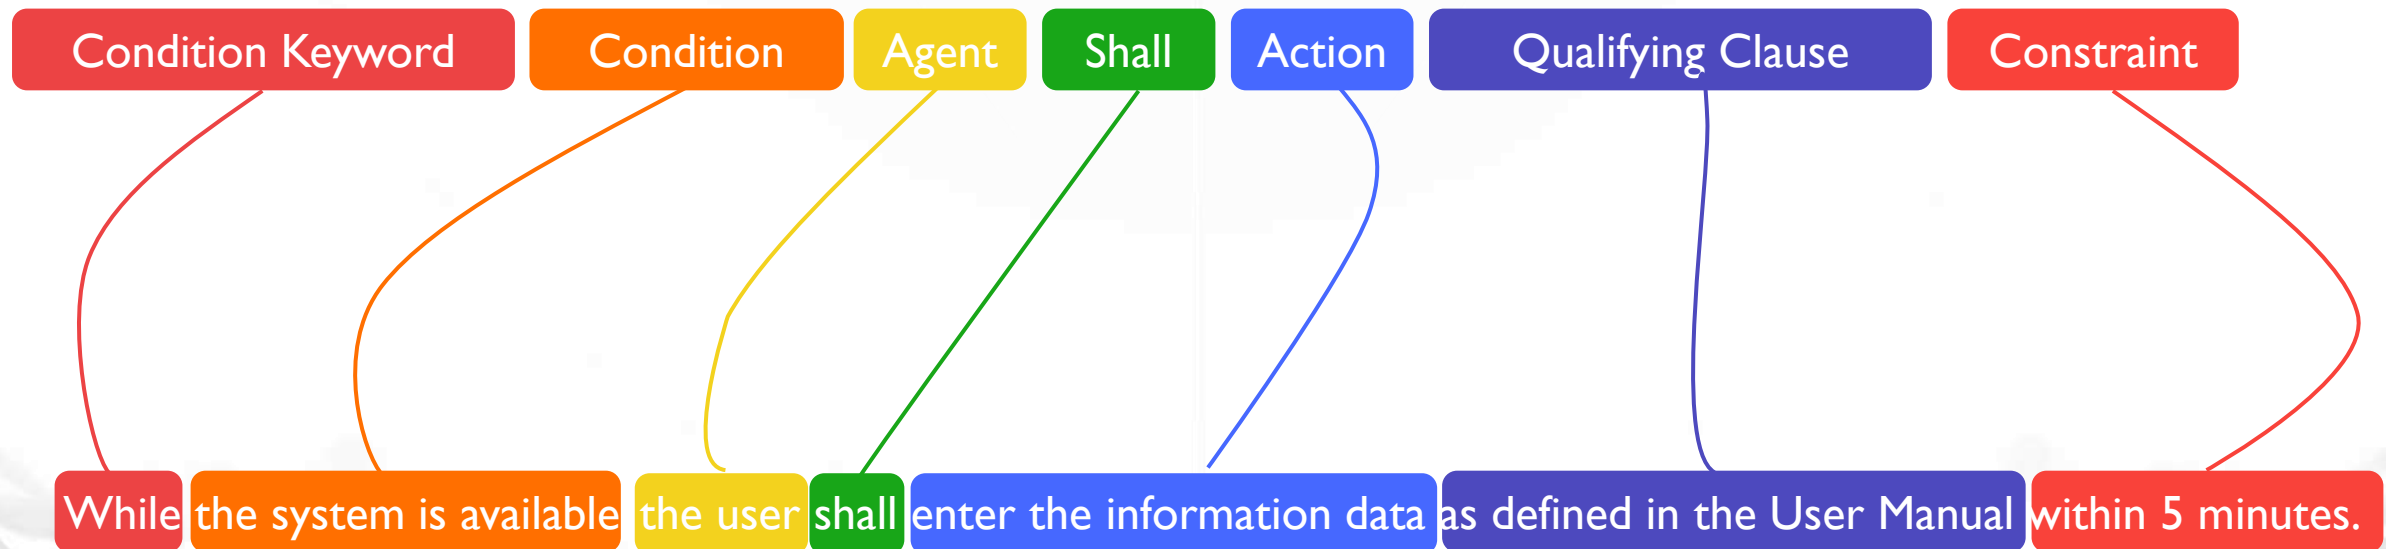 Condition Keyword Condition Agent Shall Action Qualifying Clause Constraint
While the system is available the user shall enter the information data as defined in the User Manual within 5 minutes.